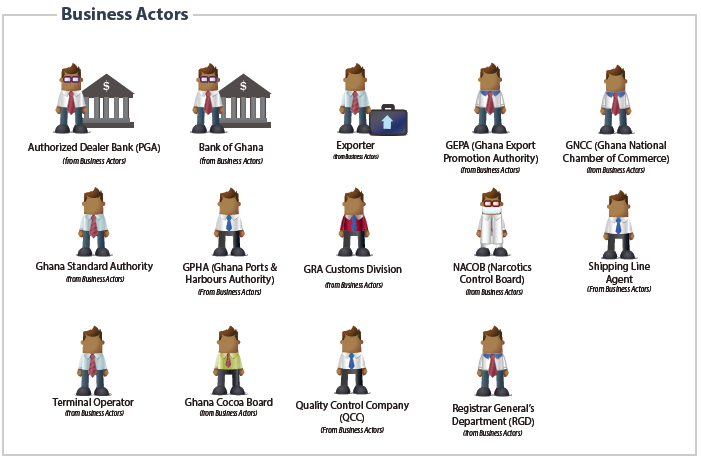 Business Actors
$
$
Authorized Dealer Bank (PGA)
(from Business Actors)
Bank of Ghana
(from Business Actors)
Exporter
(from Business Actors)
GEPA (Ghana Export
Promotion Authority)
(from Business Actors)
GNCC (Ghana National
Chamber of Commerce)
(from Business Actors)
Ghana Standard Authority
(from Business Actors)
GPHA (Ghana Ports &
Harbours Authority)
(From Business Actors)
GRA Customs Division
(from Business Actors)
NACOB (Narcotics
Control Board)
(from Business Actors)
Shipping Line
Agent
(From Business Actors)
Terminal Operator
(from Business Actors)
Ghana Cocoa Board
(from Business Actors)
Quality Control Company
(QCC)
(From Business Actors)
Registrar General's
Department (RGD)
(from Business Actors)